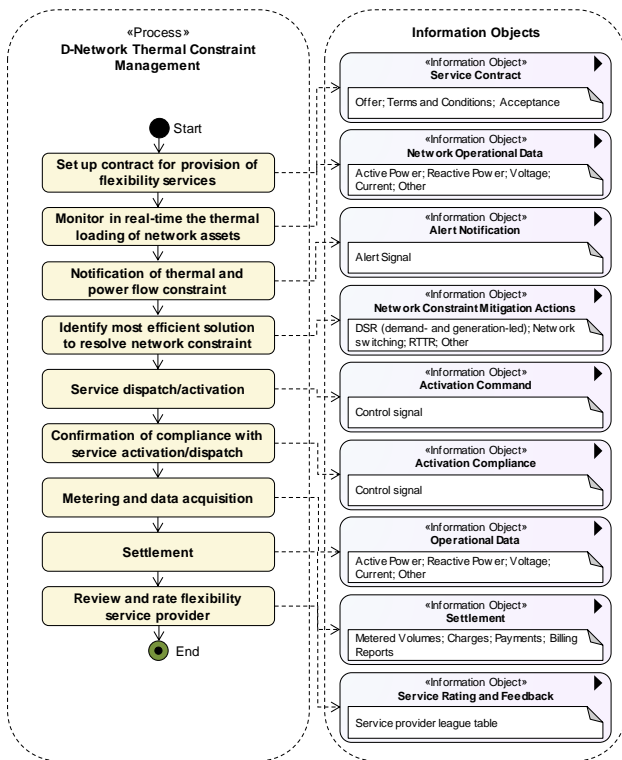 «Process»
D-Network Thermal Constraint
Management
Start
Set up contract for provision of
flexibility services
Monitor in real-time the thermal
loading of network assets
Notification of thermal and
power flow constraint
Identify most efficient solution
to resolve network constraint
Service dispatch/activation
Confirmation of compliance with
service activation/dispatch
Metering and data acquisition
Settlement
Review and rate flexibility
service provider
End
Information Objects
«Information Object»
Service Contract
Offer; Terms and Conditions; Acceptance
«Information Object»
Network Operational Data
Active Power; Reactive Power; Voltage;
Current; Other
«Information Object»
Alert Notification
Alert Signal
«Information Object»
Network Constraint Mitigation Actions
DSR (demand- and generation-led); Network
switching; RTTR; Other
«Information Object»
Activation Command
Control signal
«Information Object»
Activation Compliance
Control signal
«Information Object»
Operational Data
Active Power; Reactive Power; Voltage;
Current; Other
«Information Object»
Settlement
Metered Volumes; Charges; Payments; Billing
Reports
«Information Object»
Service Rating and Feedback
Service provider league table